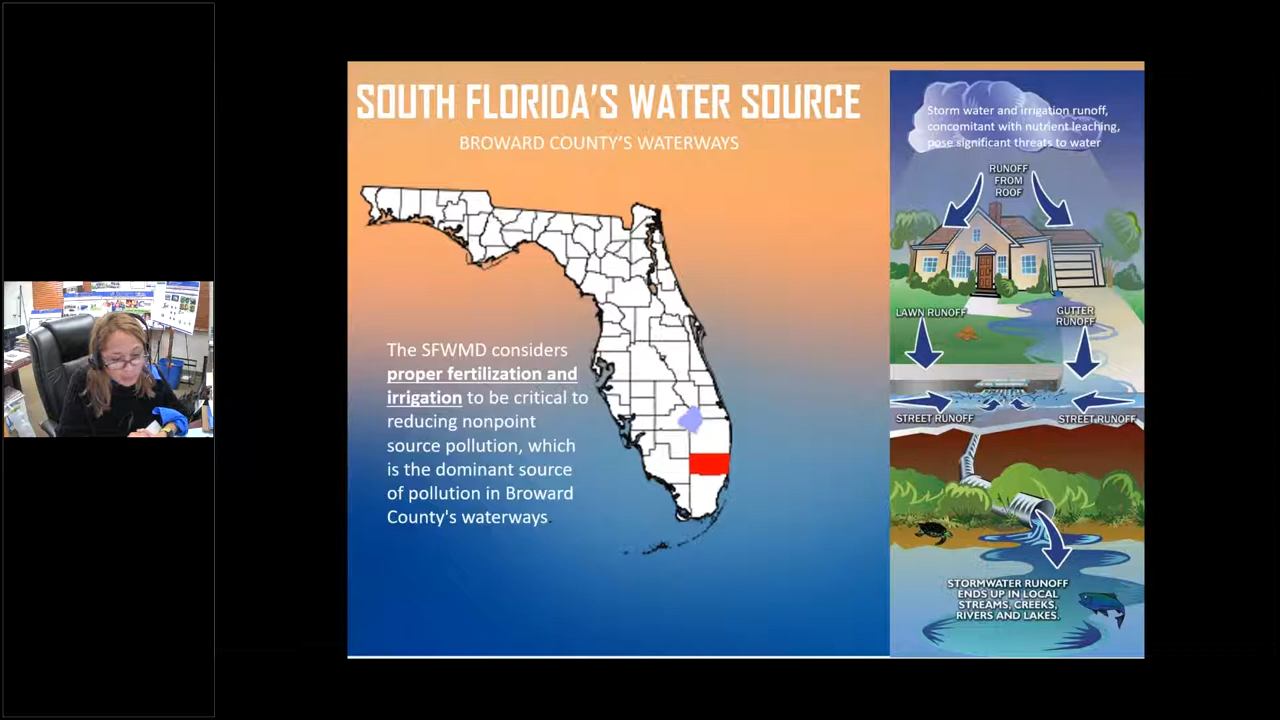 SOUTH FLORIDA'S WATER SOURCE
BROWARD COUNTY'S WATERWAYS
The SFWMD considers
proper fertilization and
irrigation to be critical to
reducing nonpoint
source pollution, which
is the dominant source
of pollution in Broward
County's waterways.
Storm water and irrigation runoff,
concomitant with nutrient leaching,
pose significant threats to water
RUNOFF
FROM
ROOF
LAWN RUNOFF
GUTTER
RUNOFF
STREET RUNOFF
STREET RUNOFF
STORMWATER RUNOFF
ENDS UP IN LOCAL
STREAMS, CREEKS,
RIVERS AND LAKES.